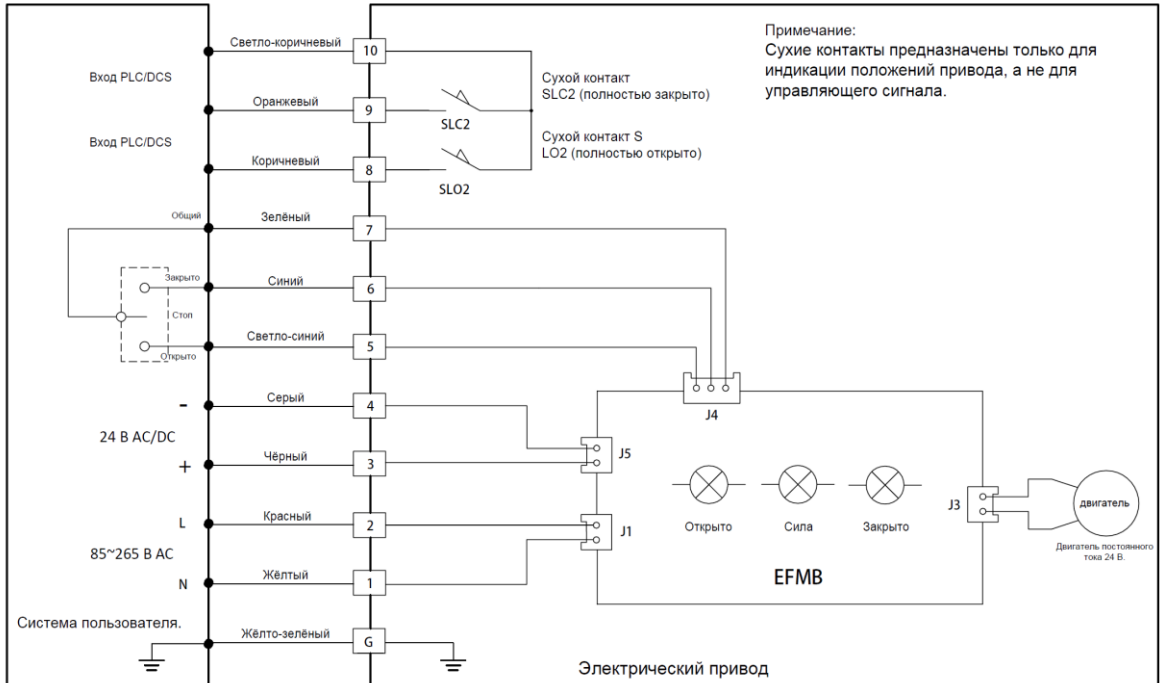 Примечание:
Сухие контакты предназначены только для
индикации положений привода, а не для
управляющего сигнала.
Светло-коричневый
10
Вход PLC/DCS
Сухой контакт
SLC2 (полностью закрыто)
Оранжевый
9
SLC2
Вход PLC/DCS
Сухой контакт S
LO2 (полностью открыто)
Коричневый
8
SLO2
Общий
Зелёный
7
Закрыто
Синий
6
Стоп
Светло-синий
5
Открыто
-
Серый
4
J4
24 В AC/DC
+
Чёрный
3
J5
L
Красный
2
J1
Открыто
Сила
Закрыто
J3
двигатель
Двигатель постоянного
тока 24 В.
85~265 В AC
N
Жёлтый
1
EFMB
Система пользователя.
Жёлто-зелёный
G
Электрический привод